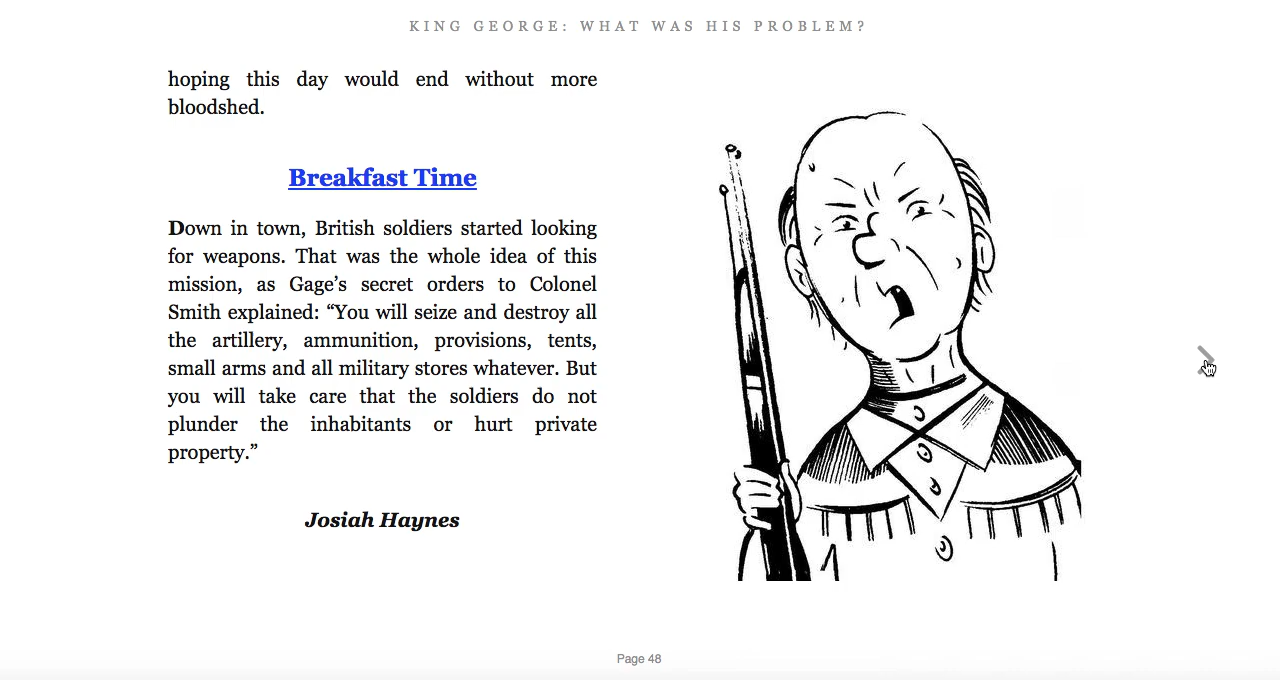 KING GEORGE: WHAT WAS HIS PROBLEM?
hoping this day would end without more
bloodshed.
Breakfast Time
Down in town, British soldiers started looking
for weapons. That was the whole idea of this
mission, as Gage’s secret orders to Colonel
Smith explained: “You will seize and destroy all
the artillery, ammunition, provisions, tents,
small arms and all military stores whatever. But
you will take care that the soldiers do not
plunder the inhabitants or hurt private
property.”
Josiah Haynes
Page 48